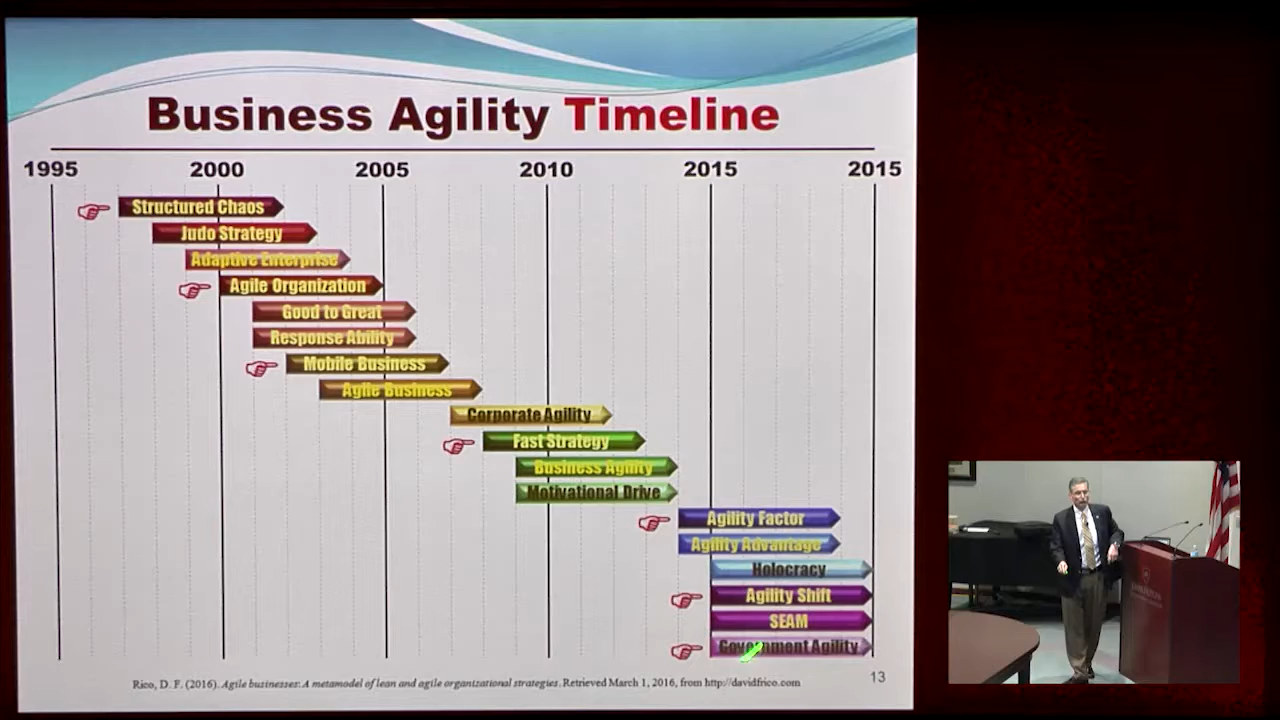 Business Agility Timeline
1995 2000 2005 2010 2015 2015
Structured Chaos
Judo Strategy
Adaptive Enterprise
Agile Organization
Good to Great
Response Ability
Mobile Business
Agile Business
Corporate Agility
Fast Strategy
Business Agility
Motivational Drive
Agility Factor
Agility Advantage
Holocracy
Agility Shift
SEAM
Government Agility
Rico, D. F. (2016). Agile businesses: A metamodel of lean and agile organizational strategies. Retrieved March 1, 2016, from http://davidfrico.com
13